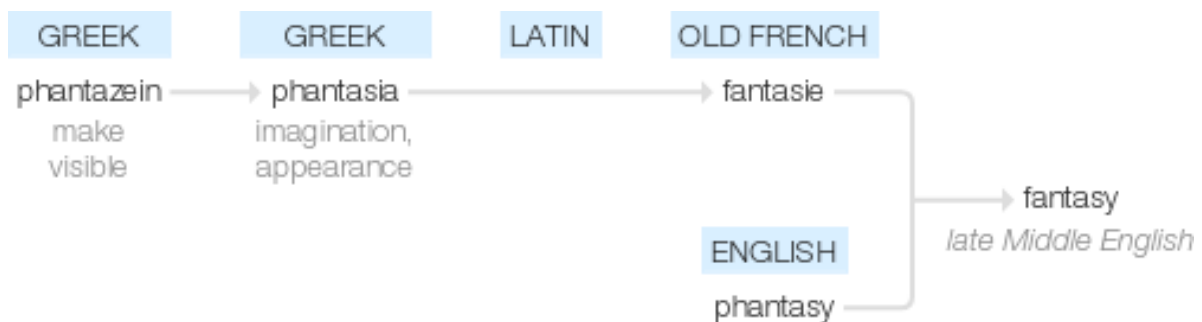 GREEK GREEK LATIN OLD FRENCH
phantazein phantasia fantasie
make imagination,
visible appearance
fantasy
late Middle English
ENGLISH
phantasy